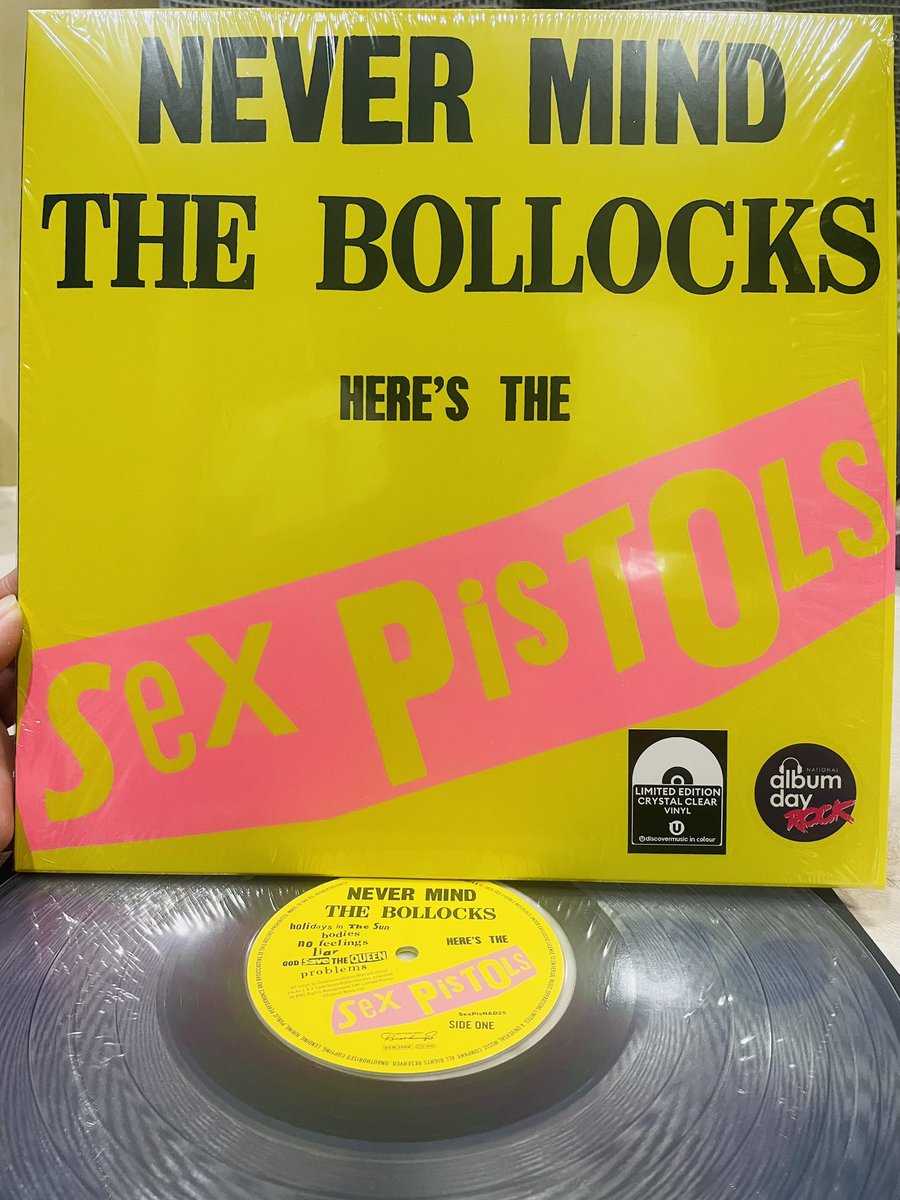 NEVER MIND
THE BOLLOCKS
HERE'S THE
Sex PisTOLs
LIMITED EDITION
CRYSTAL CLEAR
VINYL
U
udiscovermusic in colour
NATIONAL
album
day
ROCK
NEVER MIND
THE BOLLOCKS
holidays in The Sun
bodies
no feelings
liar
GOD save THE QUEEN
problems
HERE'S THE
Sex PisTOLs
SexPisNAD25
SIDE ONE